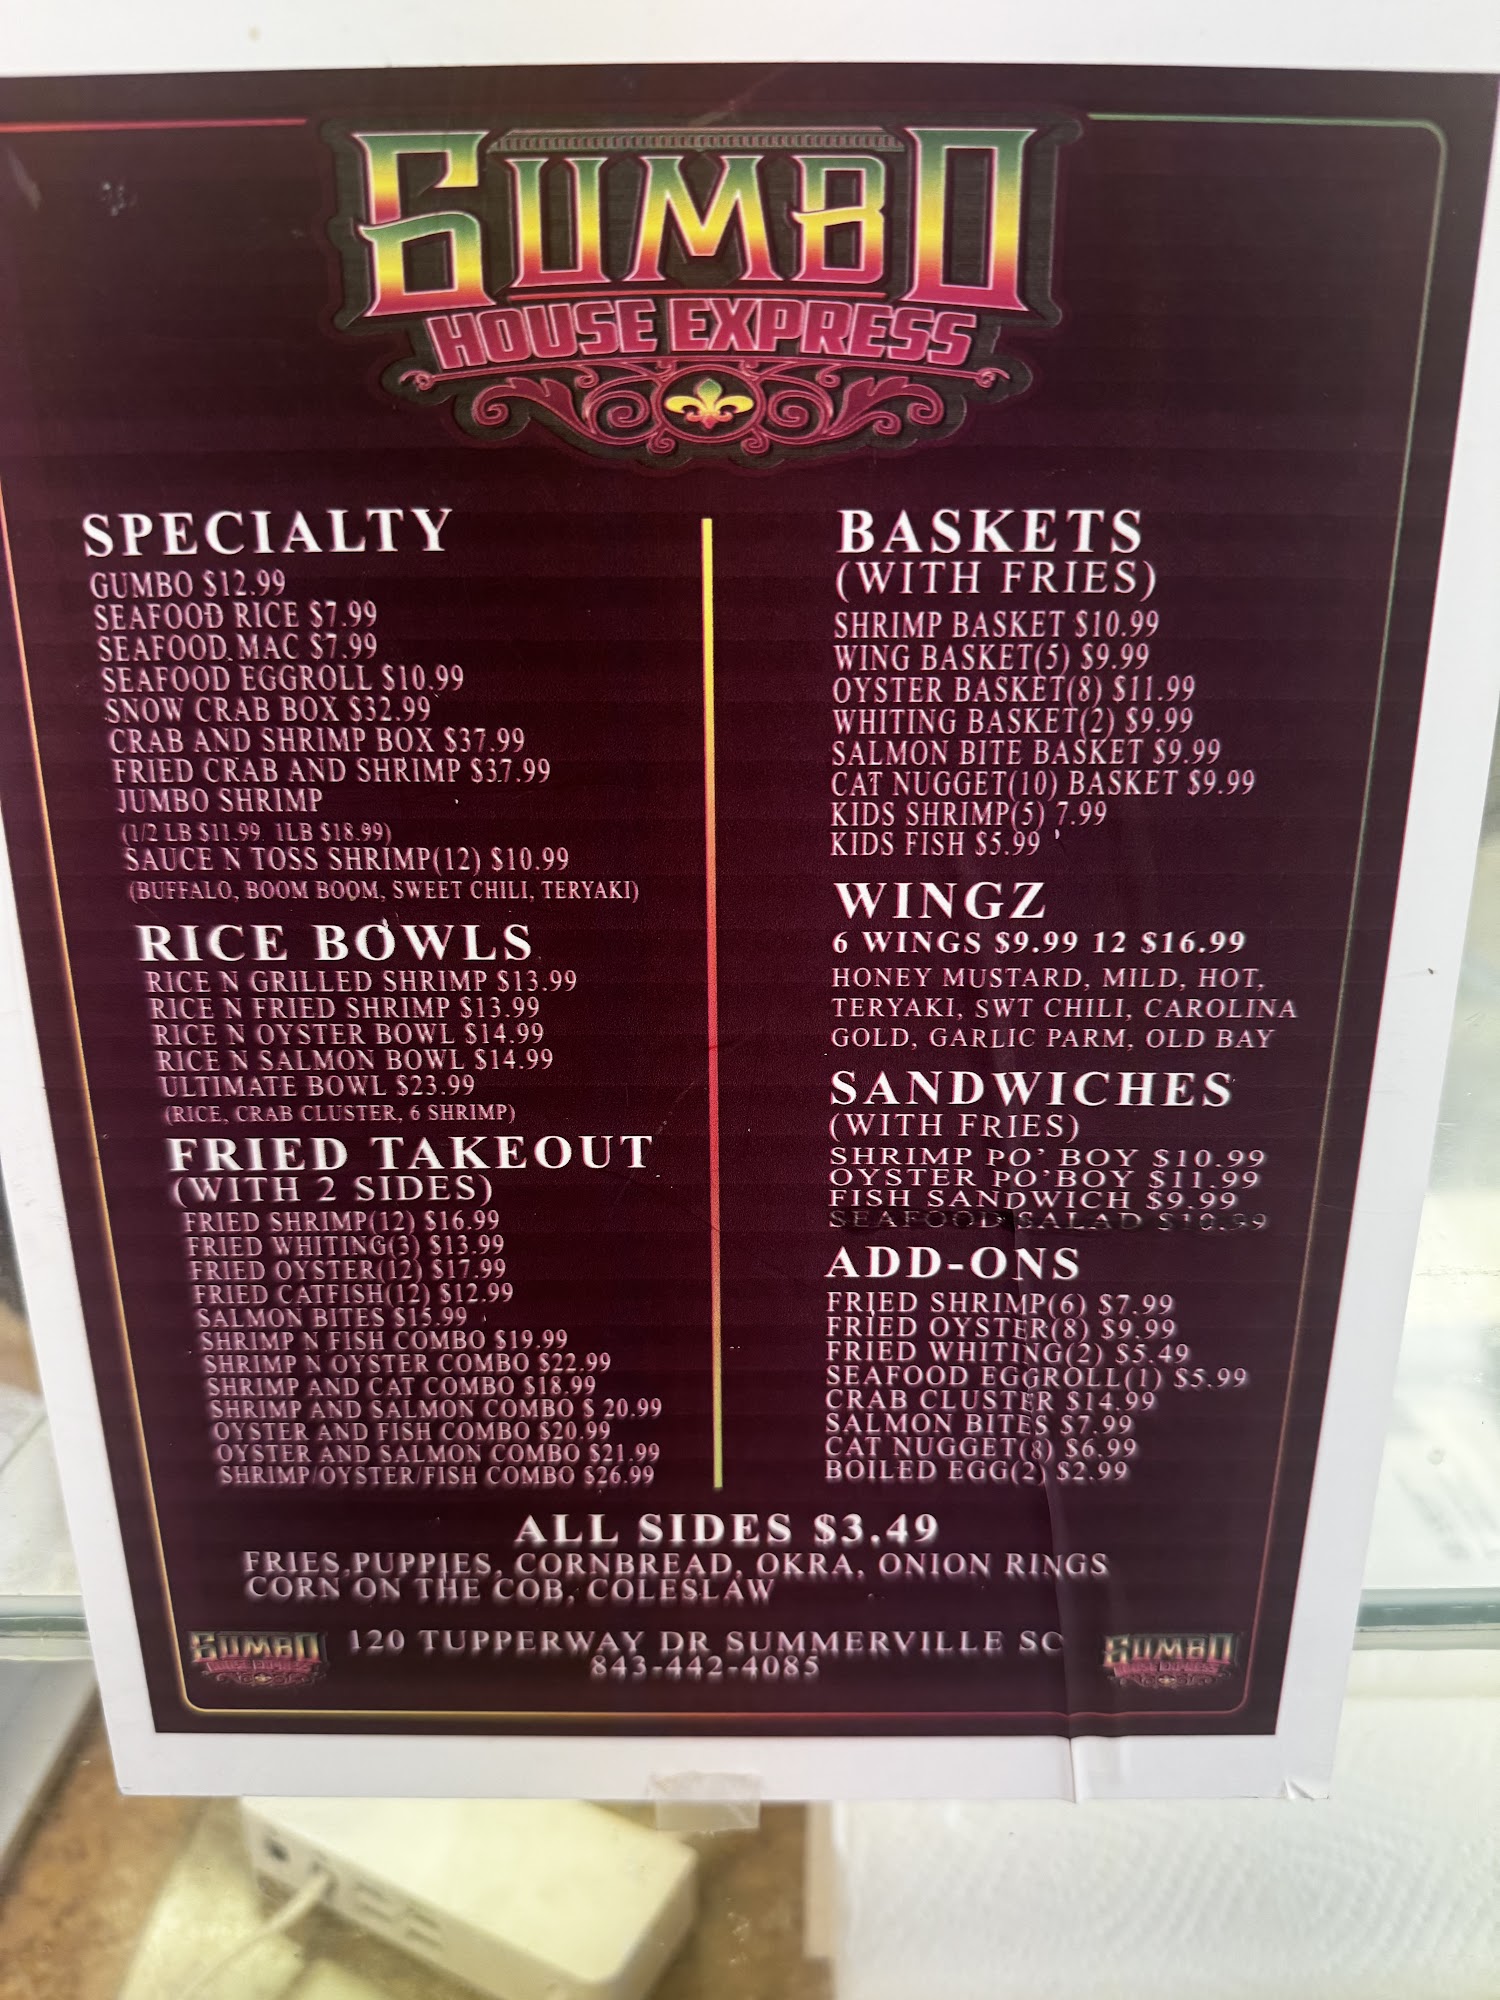 GUMBO
HOUSE EXPRESS
SPECIALTY
GUMBO $12.99
SEAFOOD RICE $7.99
SEAFOOD MAC $7.99
SEAFOOD EGGROLL $10.99
SNOW CRAB BOX $32.99
CRAB AND SHRIMP BOX $37.99
FRIED CRAB AND SHRIMP $37.99
JUMBO SHRIMP
(1/2 LB $11.99, 1LB $18.99)
SAUCE N TOSS SHRIMP(12) $10.99
(BUFFALO, BOOM BOOM, SWEET CHILI, TERYAKI)
RICE BOWLS
RICE N GRILLED SHRIMP $13.99
RICE N FRIED SHRIMP $13.99
RICE N OYSTER BOWL $14.99
RICE N SALMON BOWL $14.99
ULTIMATE BOWL $23.99
(RICE, CRAB CLUSTER, 6 SHRIMP)
FRIED TAKEOUT
(WITH 2 SIDES)
FRIED SHRIMP(12) $16.99
FRIED WHITING(3) $13.99
FRIED OYSTER(12) $17.99
FRIED CATFISH(12) $12.99
SALMON BITES $15.99
SHRIMP N FISH COMBO $19.99
SHRIMP N OYSTER COMBO $22.99
SHRIMP AND CAT COMBO $18.99
SHRIMP AND SALMON COMBO $ 20.99
OYSTER AND FISH COMBO $20.99
OYSTER AND SALMON COMBO $21.99
SHRIMP/OYSTER/FISH COMBO $26.99
BASKETS
(WITH FRIES)
SHRIMP BASKET $10.99
WING BASKET(5) $9.99
OYSTER BASKET(8) $11.99
WHITING BASKET(2) $9.99
SALMON BITE BASKET $9.99
CAT NUGGET(10) BASKET $9.99
KIDS SHRIMP(5) 7.99
KIDS FISH $5.99
WINGZ
6 WINGS $9.99 12 $16.99
HONEY MUSTARD, MILD, HOT,
TERYAKI, SWT CHILI, CAROLINA
GOLD, GARLIC PARM, OLD BAY
SANDWICHES
(WITH FRIES)
SHRIMP PO' BOY $10.99
OYSTER PO'BOY $11.99
FISH SANDWICH $9.99
SEAFOOD SALAD $10.99
ADD-ONS
FRIED SHRIMP(6) $7.99
FRIED OYSTER(8) $9.99
FRIED WHITING(2) $5.49
SEAFOOD EGGROLL(1) $5.99
CRAB CLUSTER $14.99
SALMON BITES $7.99
CAT NUGGET(8) $6.99
BOILED EGG(2) $2.99
ALL SIDES $3.49
FRIES,PUPPIES, CORNBREAD, OKRA, ONION RINGS
CORN ON THE COB, COLESLAW
120 TUPPERWAY DR SUMMERVILLE SC
843-442-4085
GUMBO
HOUSE EXPRESS
GUMBO
HOUSE EXPRESS